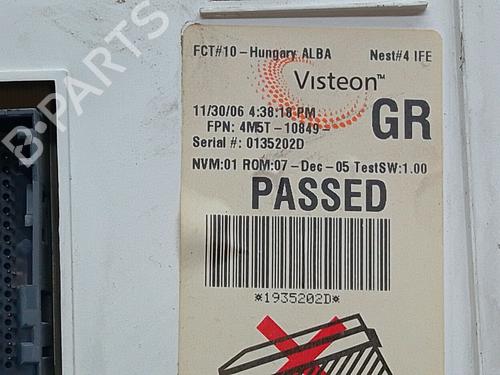 FCT#10-Hungary ALBA Nest#4 IFE
Visteon™
11/30/06 4:38:18 PM
GR
FPN: 4M5T-10849-
Serial #: 0135202D
NVM:01 ROM:07-Dec-05 TestSW:1.00
PASSED
*1935202D*
B-Parts